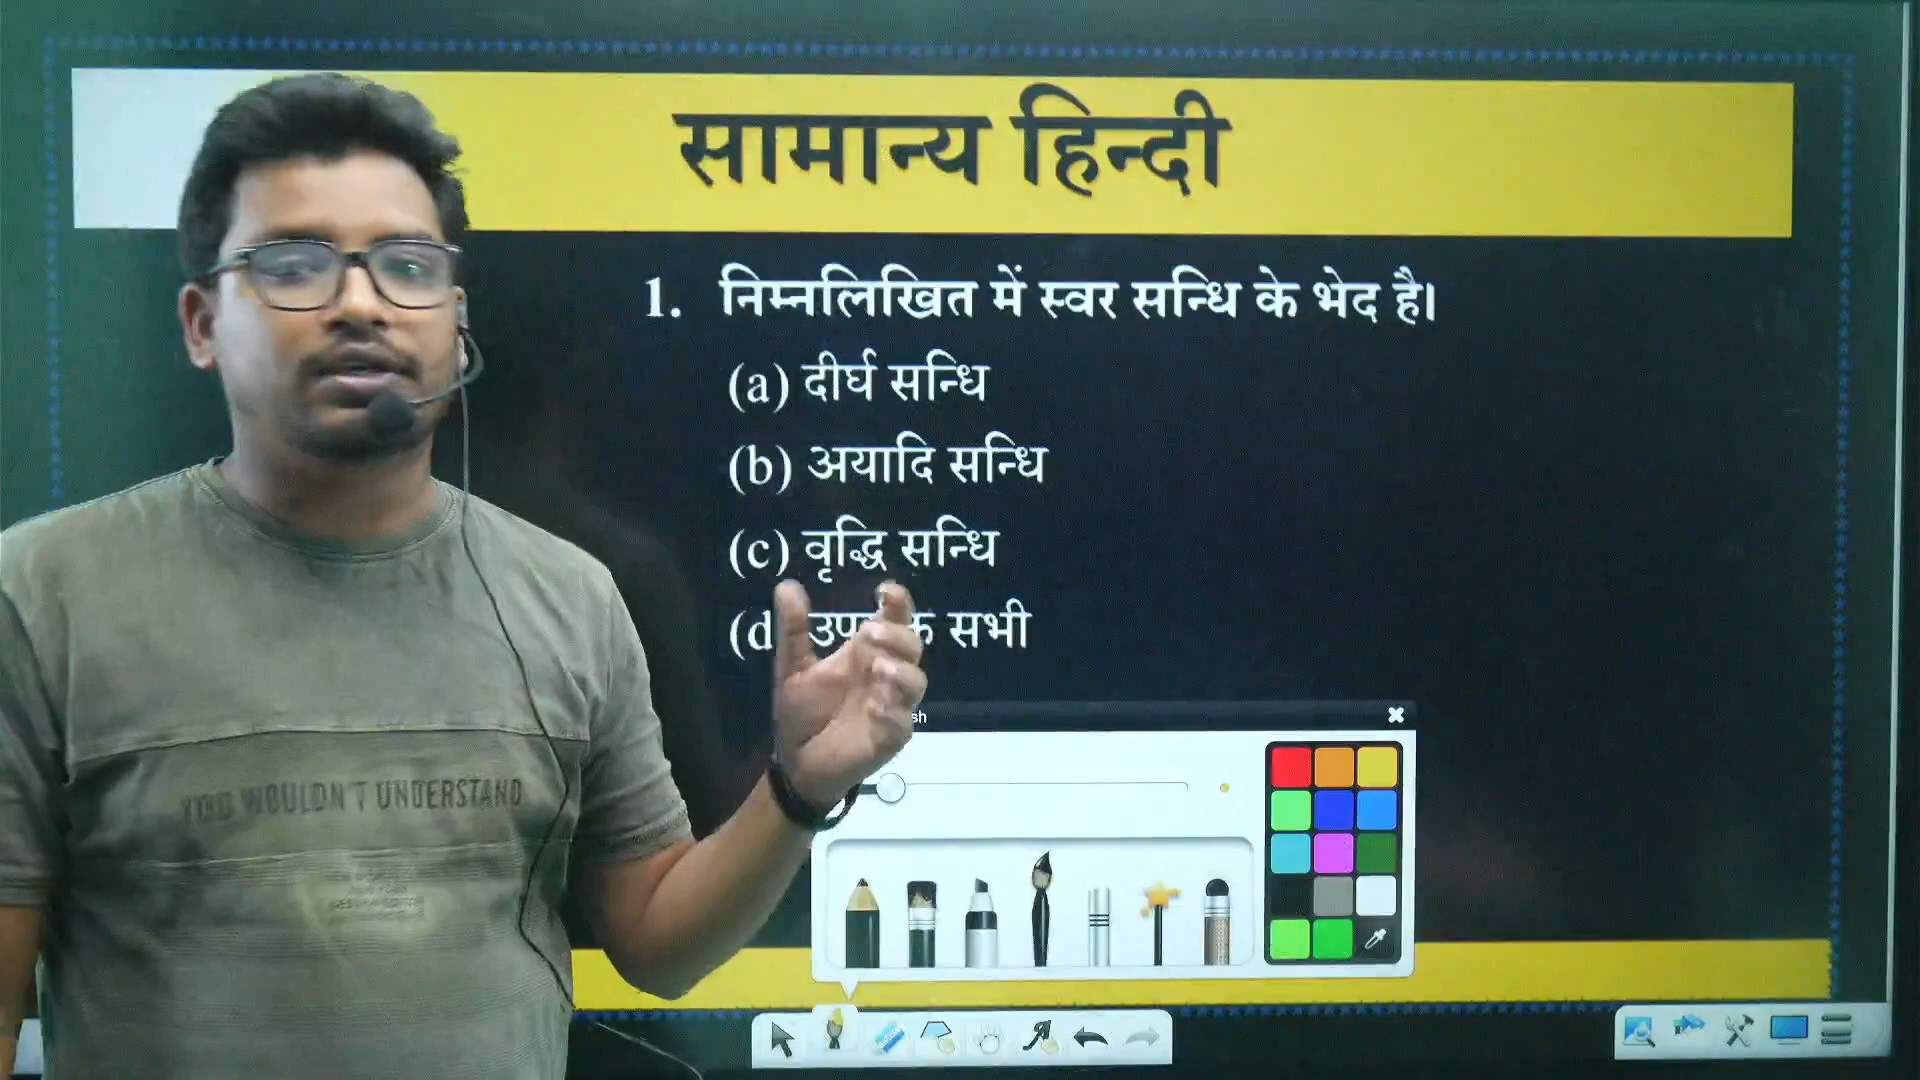 सामान्य हिन्दी
1. निम्नलिखित में स्वर सन्धि के भेद है।
(a) दीर्घ सन्धि
(b) अयादि सन्धि
(c) वृद्धि सन्धि
(d सभी
YOU WOULDN'T UNDERSTAND